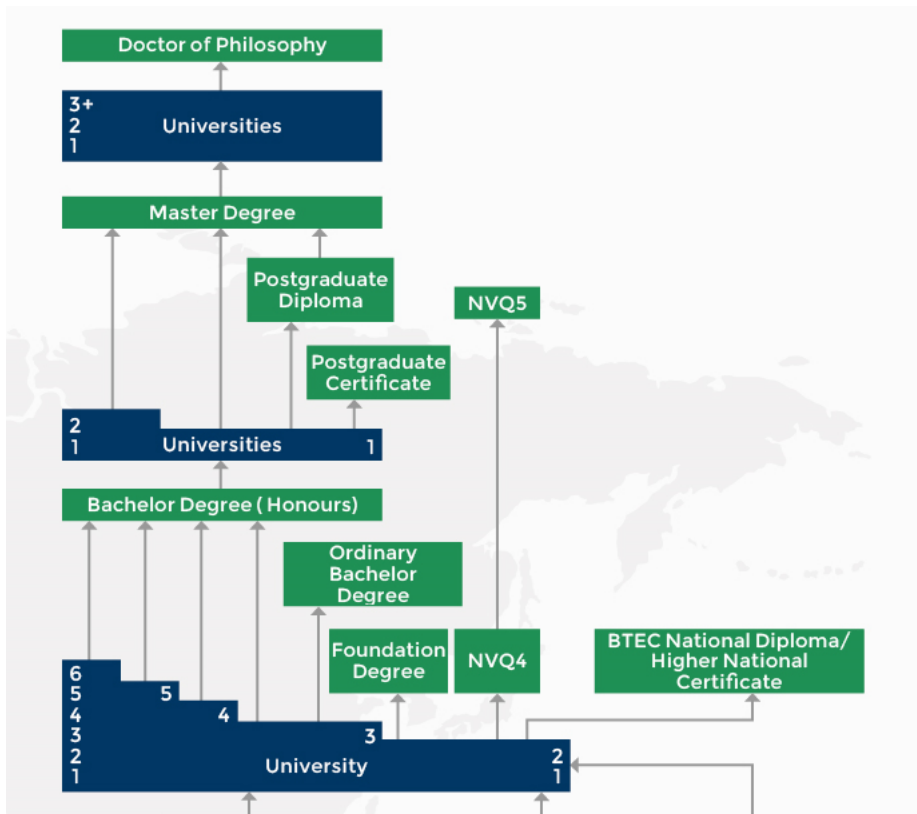 Doctor of Philosophy
3+
2
1
Universities
Master Degree
Postgraduate
Diploma
NVQ5
Postgraduate
Certificate
2
1
Universities
1
Bachelor Degree ( Honours)
Ordinary
Bachelor
Degree
Foundation
Degree
NVQ4
BTEC National Diploma/
Higher National
Certificate
6
5
4
3
2
1
5
4
3
University
2
1